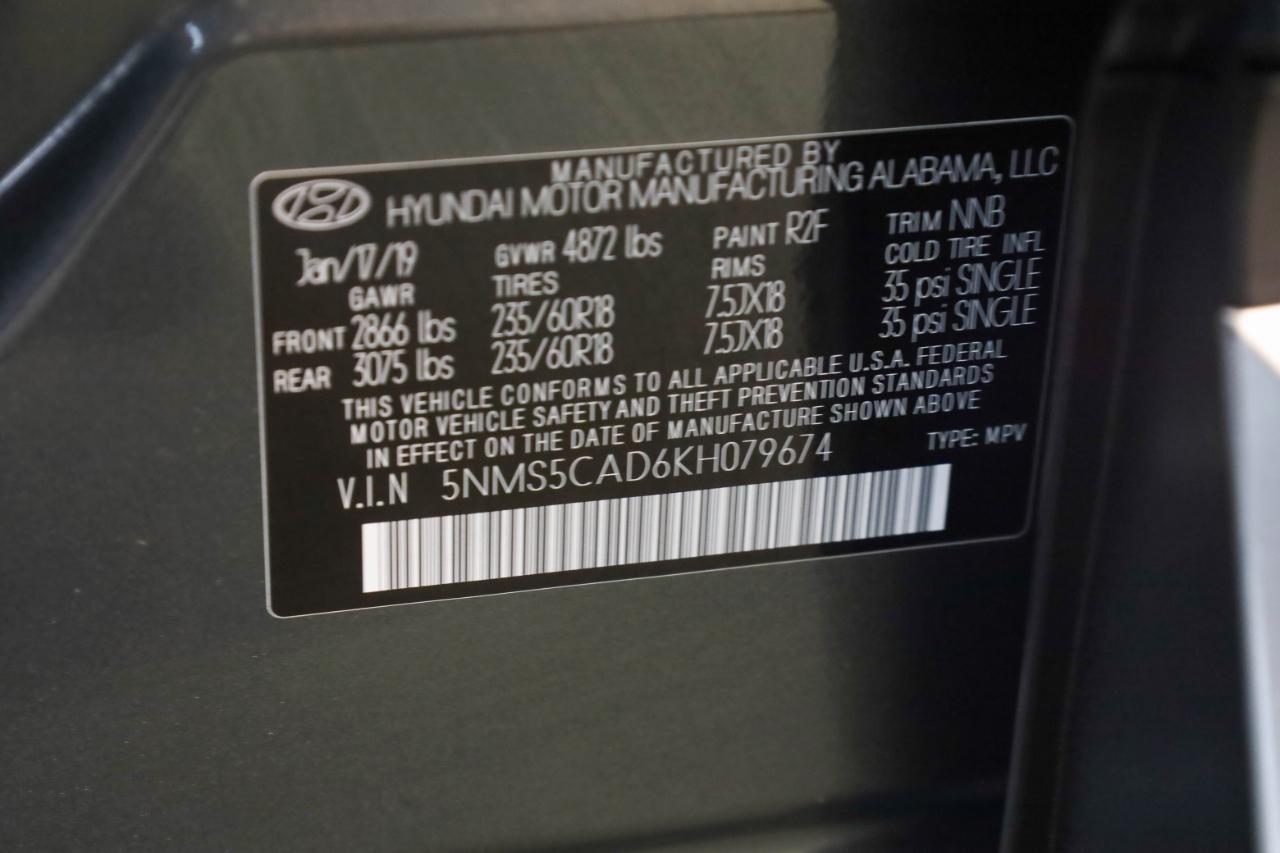 MANUFACTURED BY
HYUNDAI MOTOR MANUFACTURING ALABAMA, LLC
Jan/17/19 GVWR 4872 lbs PAINT R2F TRIM NNB
GAWR TIRES RIMS COLD TIRE INFL
FRONT 2866 lbs 235/60R18 7.5JX18 35 psi SINGLE
REAR 3075 lbs 235/60R18 7.5JX18 35 psi SINGLE
THIS VEHICLE CONFORMS TO ALL APPLICABLE U.S.A. FEDERAL
MOTOR VEHICLE SAFETY AND THEFT PREVENTION STANDARDS
IN EFFECT ON THE DATE OF MANUFACTURE SHOWN ABOVE
V.I.N 5NMS5CAD6KH079674 TYPE: MPV